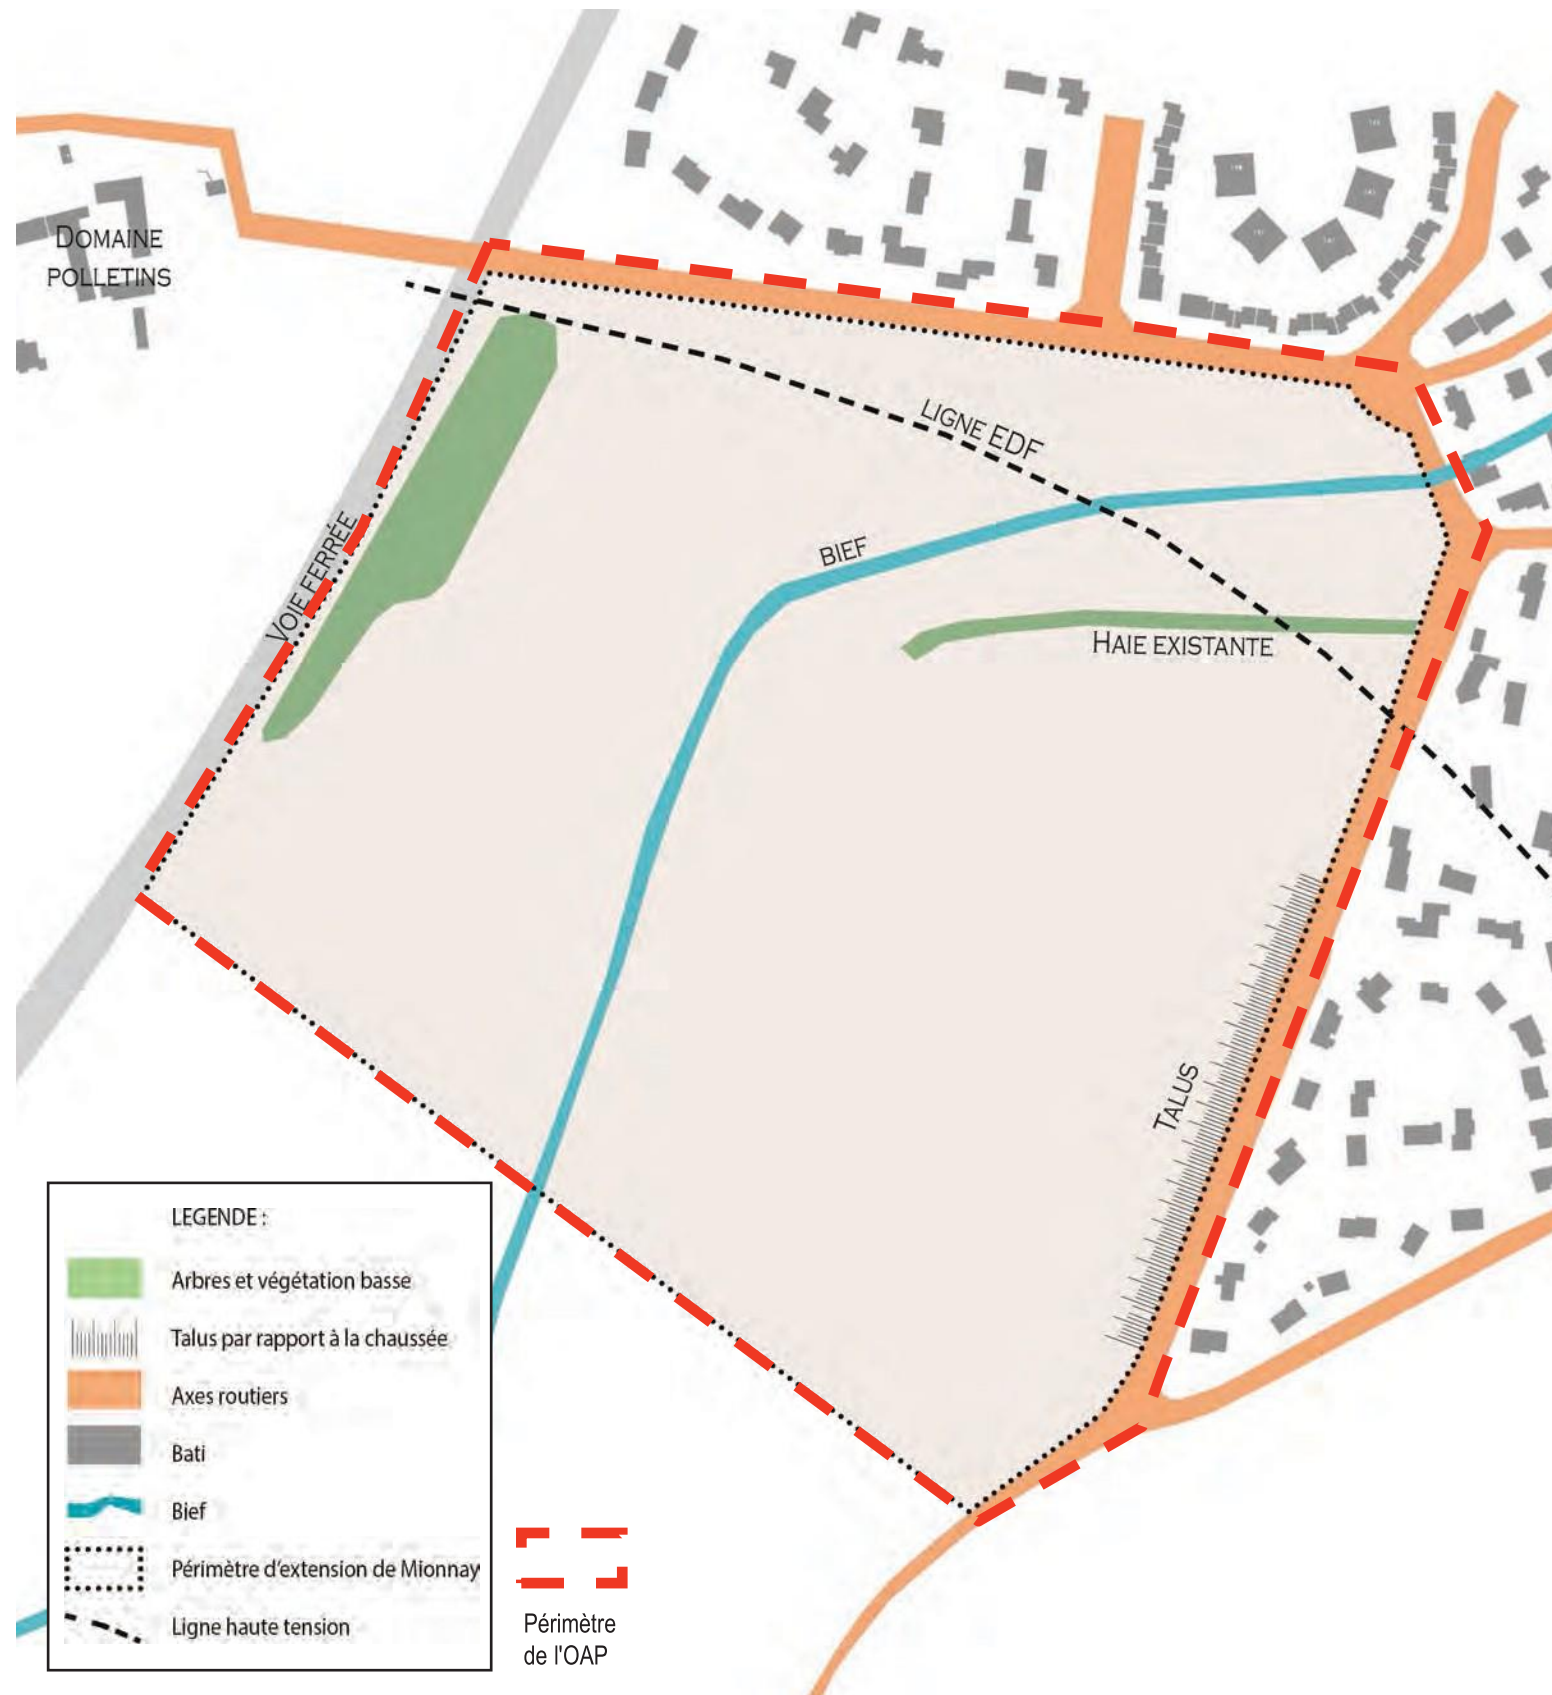 DOMAINE
POLLETINS
LIGNE EDF
VOIE FERRÉE
BIEF
HAIE EXISTANTE
TALUS
LEGENDE :
Arbres et végétation basse
Talus par rapport à la chaussée
Axes routiers
Bati
Bief
Périmètre d'extension de Mionnay
Ligne haute tension
Périmètre
de l'OAP